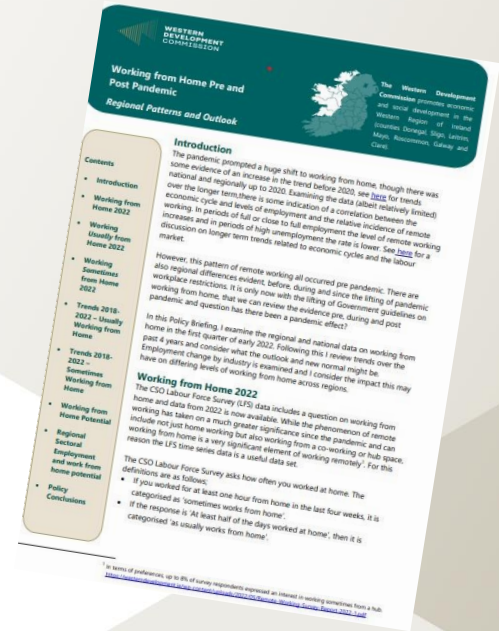 WESTERN
DEVELOPMENT
COMMISSION
Working from Home Pre and
Post Pandemic
Regional Patterns and Outlook
The Western Development
Commission promotes economic
and social development in the
Western Region of Ireland
(counties Donegal, Sligo, Leitrim,
Mayo, Roscommon, Galway and
Clare).
Contents
• Introduction
• Working from
Home 2022
• Working
Usually from
Home 2022
• Working
Sometimes
from Home
2022
• Trends 2018-
2022 – Usually
Working from
Home
• Trends 2018-
2022 –
Sometimes
Working from
Home
• Working from
Home Potential
• Regional
Sectoral
Employment
and work from
home potential
• Policy
Conclusions
Introduction
The pandemic prompted a huge shift to working from home, though there was
some evidence of an increase in the trend before 2020, see here for trends
national and regionally up to 2020. Examining the data (albeit relatively limited)
over the longer term,there is some indication of a correlation between the
economic cycle and levels of employment and the relative incidence of remote
working. In periods of full or close to full employment the level of remote working
increases and in periods of high unemployment the rate is lower. See here for a
discussion on longer term trends related to economic cycles and the labour
market.
However, this pattern of remote working all occurred pre pandemic. There are
also regional differences evident, before, during and since the lifting of pandemic
workplace restrictions. It is only now with the lifting of Government guidelines on
working from home, that we can review the evidence pre, during and post
pandemic and question has there been a pandemic effect?
In this Policy Briefing, I examine the regional and national data on working from
home in the first quarter of early 2022. Following this I review trends over the
past 4 years and consider what the outlook and new normal might be.
Employment change by industry is examined and I consider the impact this may
have on differing levels of working from home across regions.
Working from Home 2022
The CSO Labour Force Survey (LFS) data includes a question on working from
home and data from 2022 is now available. While the phenomenon of remote
working has taken on a much greater significance since the pandemic and can
include not just home working but also working from a co-working or hub space,
working from home is a very significant element of working remotely¹. For this
reason the LFS time series data is a useful data set.
The CSO Labour Force Survey asks how often you worked at home. The
definitions are as follows;
• If you worked for at least one hour from home in the last four weeks, it is
categorised as 'sometimes works from home'.
• If the response is 'At least half of the days worked at home', then it is
categorised 'as usually works from home'.
¹ In terms of preferences, up to 8% of survey respondents expressed an interest in working sometimes from a hub